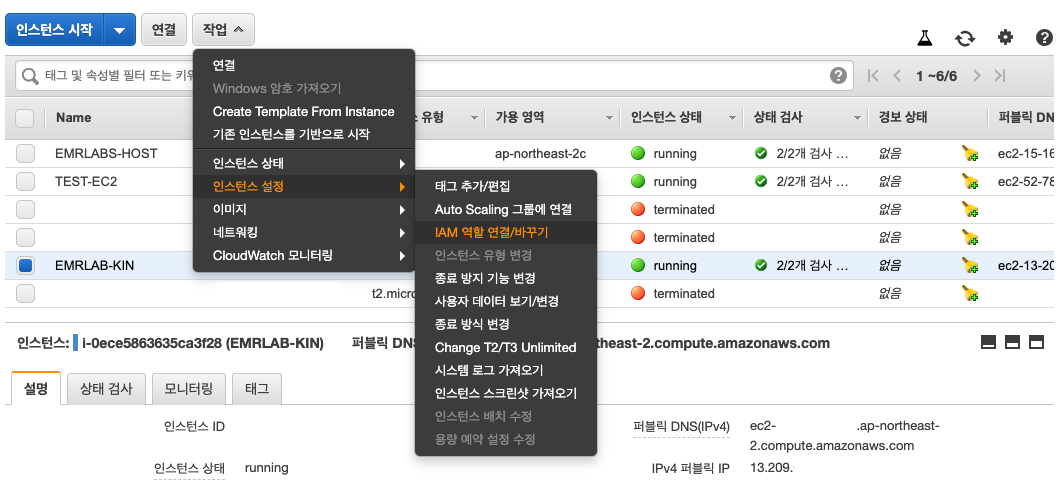 인스턴스 시작 연결 작업
태그 및 속성별 필터 또는 키워
1 ~6/6
연결
Windows 암호 가져오기
Create Template From Instance
기존 인스턴스를 기반으로 시작
인스턴스 상태
인스턴스 설정
이미지
네트워킹
CloudWatch 모니터링
태그 추가/편집
Auto Scaling 그룹에 연결
IAM 역할 연결/바꾸기
인스턴스 유형 변경
종료 방지 기능 변경
사용자 데이터 보기/변경
종료 방식 변경
Change T2/T3 Unlimited
시스템 로그 가져오기
인스턴스 스크린샷 가져오기
인스턴스 배치 수정
용량 예약 설정 수정
Name 유형 가용 영역 인스턴스 상태 상태 검사 경보 상태 퍼블릭 DN
EMRLABS-HOST ap-northeast-2c running 2/2개 검사 ... 없음 ec2-15-16
TEST-EC2 running 2/2개 검사 ... 없음 ec2-52-78
terminated 없음
terminated 없음
EMRLAB-KIN running 2/2개 검사 ... 없음 ec2-13-20
t2.micro terminated 없음
인스턴스: i-0ece5863635ca3f28 (EMRLAB-KIN) 퍼블릭 DNS theast-2.compute.amazonaws.com
설명 상태 검사 모니터링 태그
인스턴스 ID 퍼블릭 DNS(IPv4) ec2- .ap-northeast-
2.compute.amazonaws.com
인스턴스 상태 running IPv4 퍼블릭 IP 13.209.